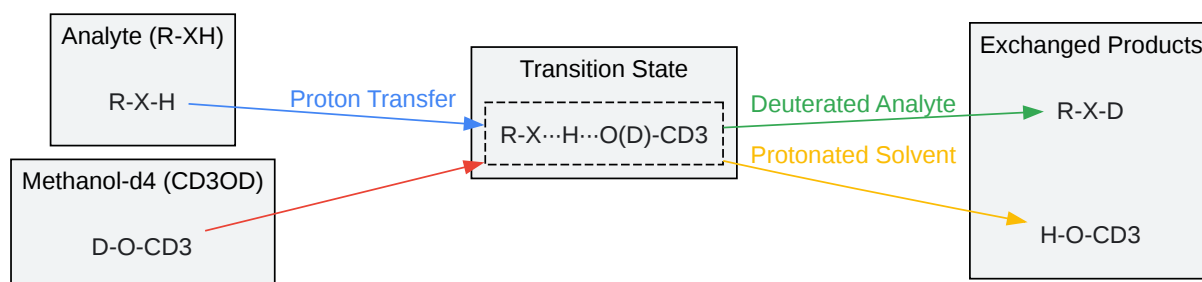 Analyte (R-XH)
R-X-H
Methanol-d4 (CD3OD)
D-O-CD3
Proton Transfer
Transition State
R-X···H···O(D)-CD3
Deuterated Analyte
Protonated Solvent
Exchanged Products
R-X-D
H-O-CD3